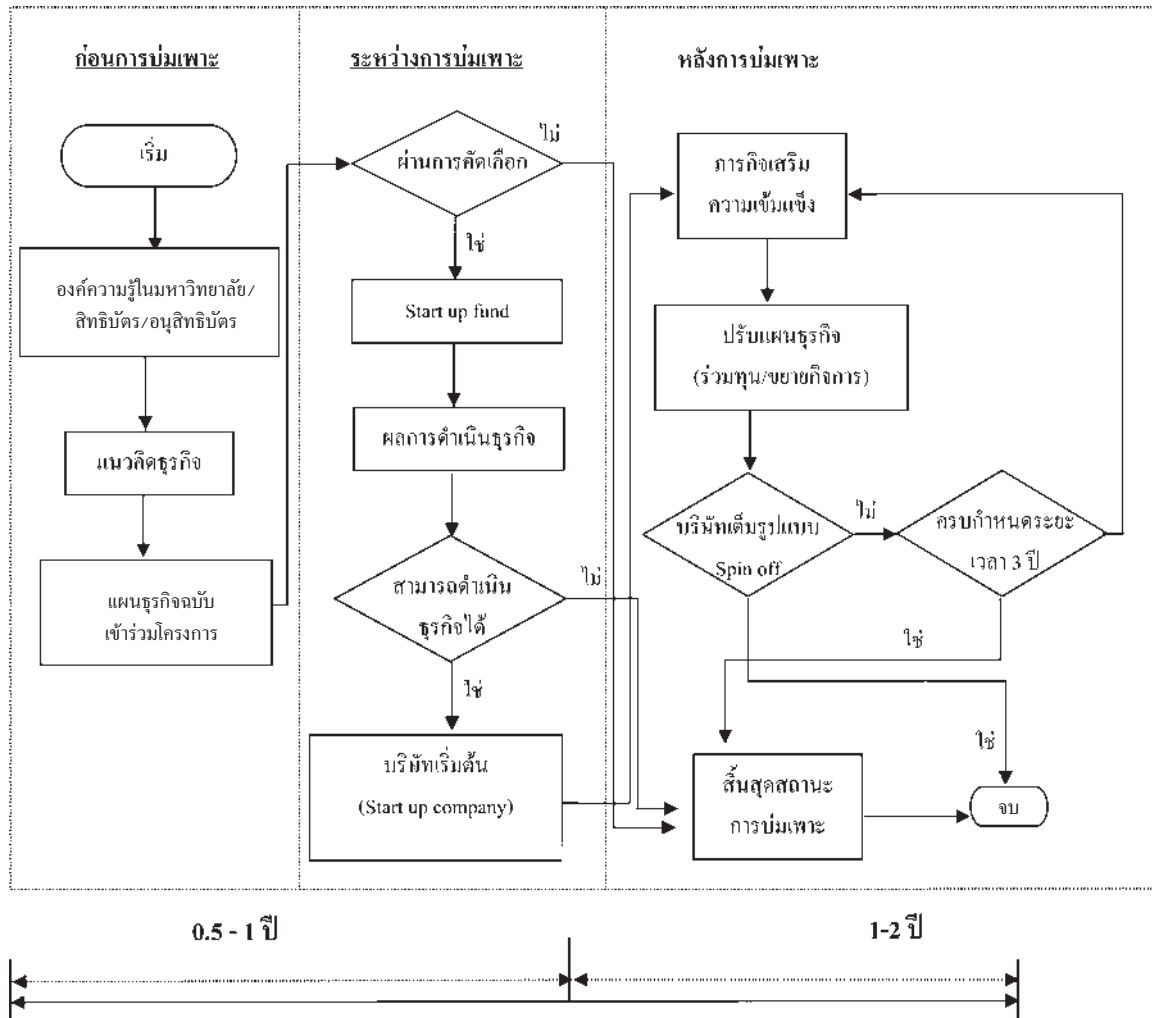 ก่อนการบ่มเพาะ
เริ่ม
องค์ความรู้ในมหาวิทยาลัย/
สิทธิบัตร/อนุสิทธิบัตร
แนวคิดธุรกิจ
แผนธุรกิจฉบับ
เข้าร่วมโครงการ
ระหว่างการบ่มเพาะ
ผ่านการคัดเลือก
ไม่
ใช่
Start up fund
ผลการดำเนินธุรกิจ
สามารถดำเนิน
ธุรกิจได้
ไม่
ใช่
บริษัทเริ่มต้น
(Start up company)
หลังการบ่มเพาะ
ภารกิจเสริม
ความเข้มแข็ง
ปรับแผนธุรกิจ
(ร่วมทุน/ขยายกิจการ)
บริษัทเต็มรูปแบบ
Spin off
ไม่
ครบกำหนดระยะ
เวลา 3 ปี
ใช่
ใช่
สิ้นสุดสถานะ
การบ่มเพาะ
จบ
0.5 - 1 ปี
1-2 ปี